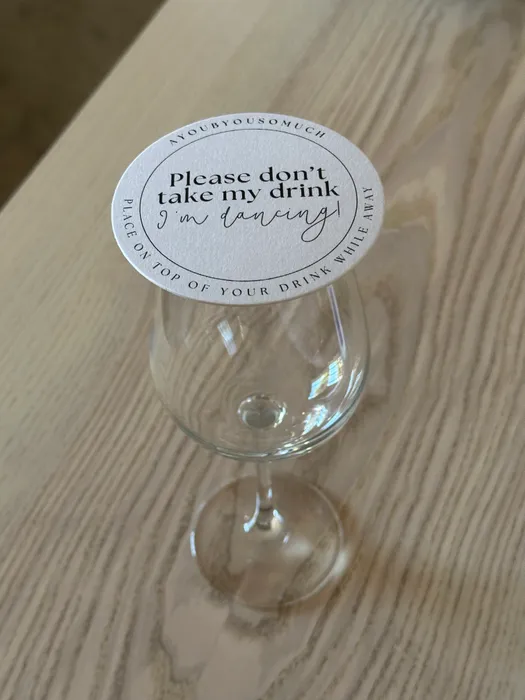 AYOUBYOUSOMUCH
Please don't
take my drink
I'm dancing!
PLACE ON TOP OF YOUR DRINK WHILE AWAY